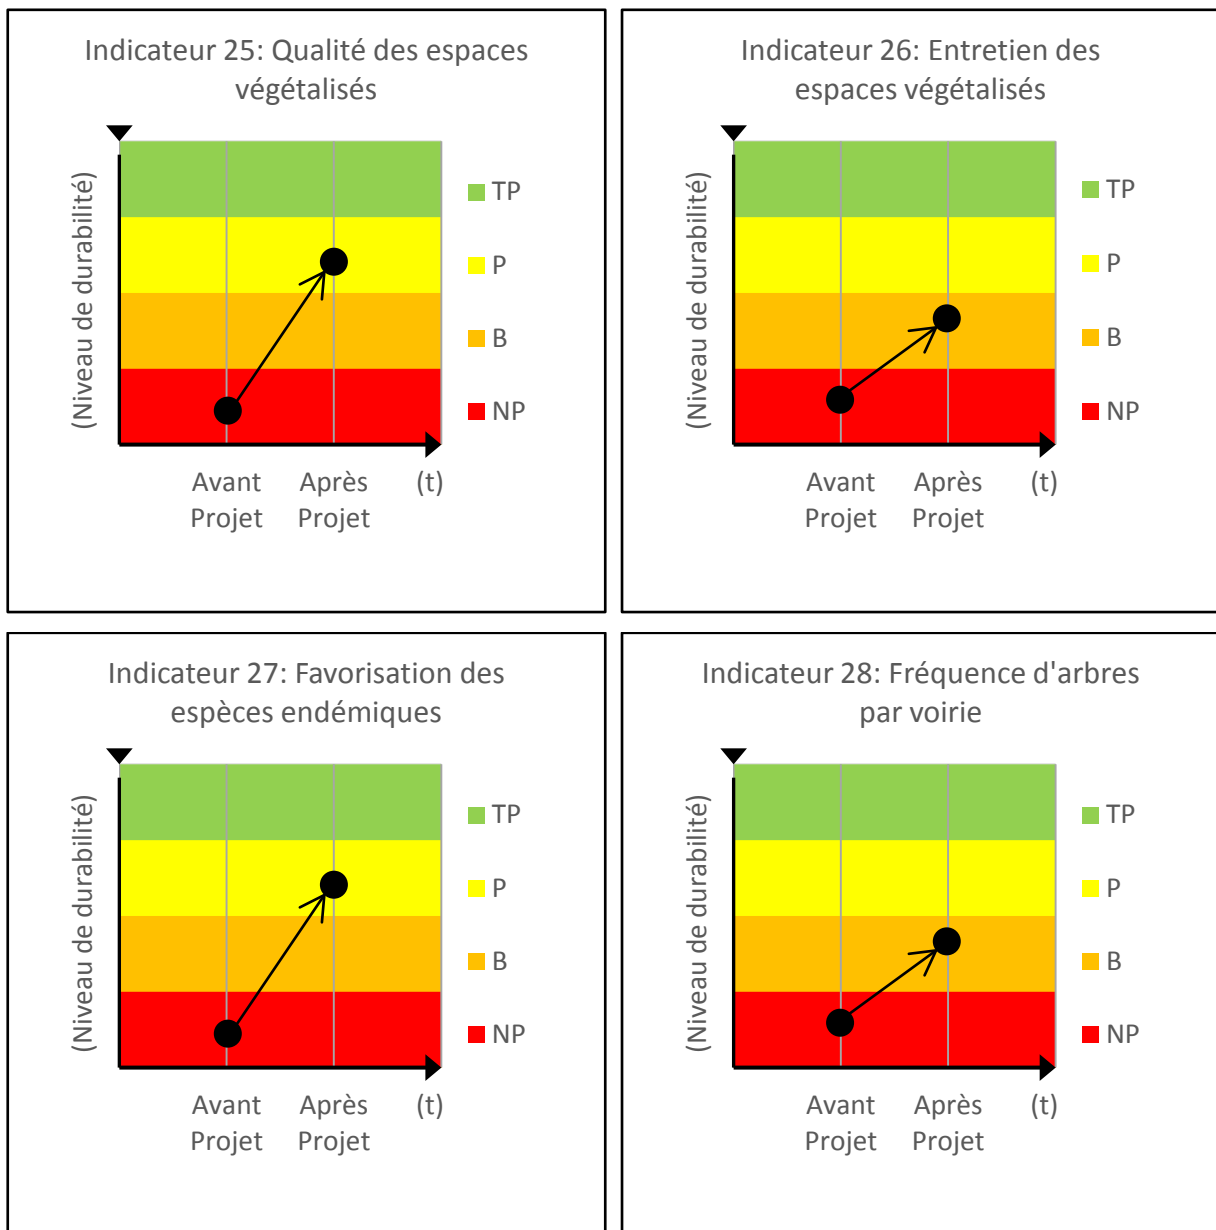 Indicateur 25: Qualité des espaces
végétalisés
(Niveau de durabilité)
TP
P
B
NP
Avant
Projet
Après
Projet
(t)
Indicateur 26: Entretien des
espaces végétalisés
(Niveau de durabilité)
TP
P
B
NP
Avant
Projet
Après
Projet
(t)
Indicateur 27: Favorisation des
espèces endémiques
(Niveau de durabilité)
TP
P
B
NP
Avant
Projet
Après
Projet
(t)
Indicateur 28: Fréquence d'arbres
par voirie
(Niveau de durabilité)
TP
P
B
NP
Avant
Projet
Après
Projet
(t)